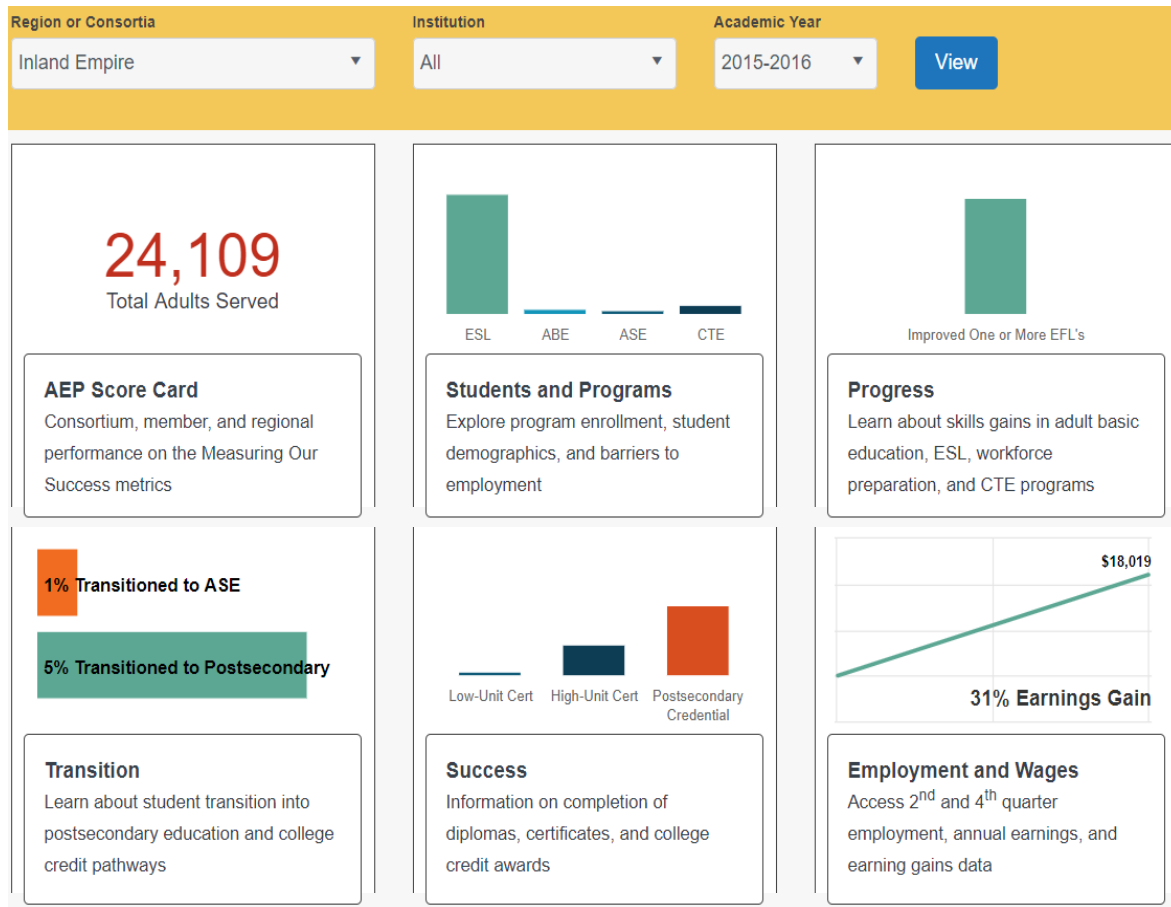 Region or Consortia
Institution
Academic Year
Inland Empire
All
2015-2016
View
24,109
Total Adults Served
AEP Score Card
Consortium, member, and regional
performance on the Measuring Our
Success metrics
ESL
ABE
ASE
CTE
Students and Programs
Explore program enrollment, student
demographics, and barriers to
employment
Improved One or More EFL's
Progress
Learn about skills gains in adult basic
education, ESL, workforce
preparation, and CTE programs
1% Transitioned to ASE
5% Transitioned to Postsecondary
Transition
Learn about student transition into
postsecondary education and college
credit pathways
Low-Unit Cert
High-Unit Cert
Postsecondary
Credential
Success
Information on completion of
diplomas, certificates, and college
credit awards
$18,019
31% Earnings Gain
Employment and Wages
Access 2nd and 4th quarter
employment, annual earnings, and
earning gains data